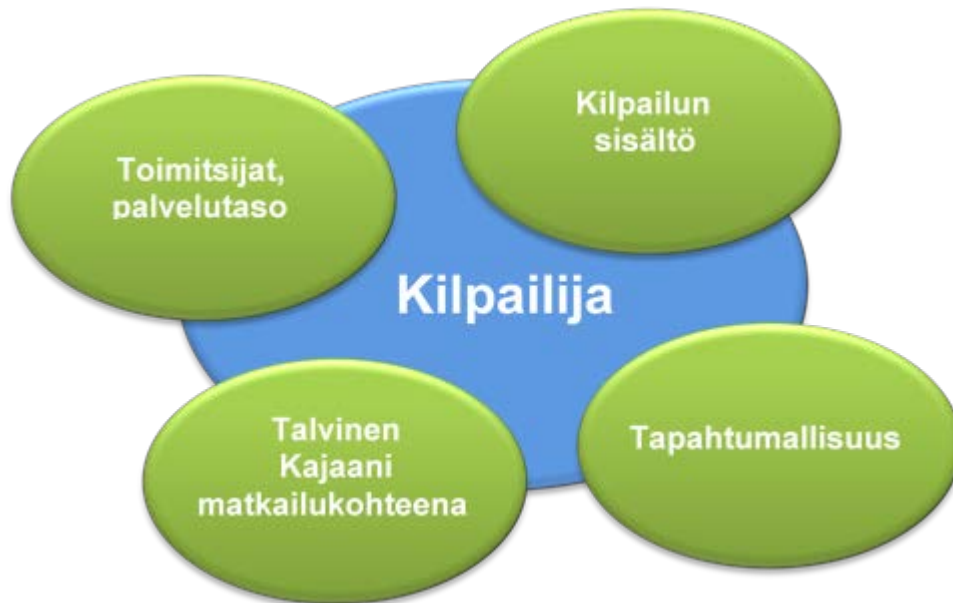 Kilpailun
sisältö
Toimitsijat,
palvelutaso
Kilpailija
Talvinen
Kajaani
matkailukohteena
Tapahtumallisuus